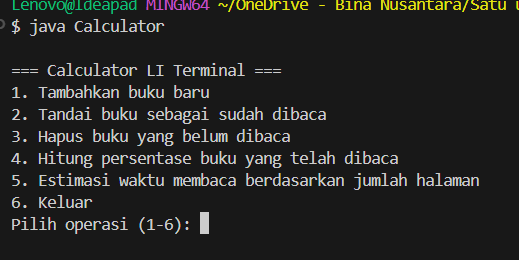 Lenovo@Ideapad MINGW64 ~/OneDrive - Bina Nusantara/Satu
$ java Calculator
=== Calculator LI Terminal ===
1. Tambahkan buku baru
2. Tandai buku sebagai sudah dibaca
3. Hapus buku yang belum dibaca
4. Hitung persentase buku yang telah dibaca
5. Estimasi waktu membaca berdasarkan jumlah halaman
6. Keluar
Pilih operasi (1-6):